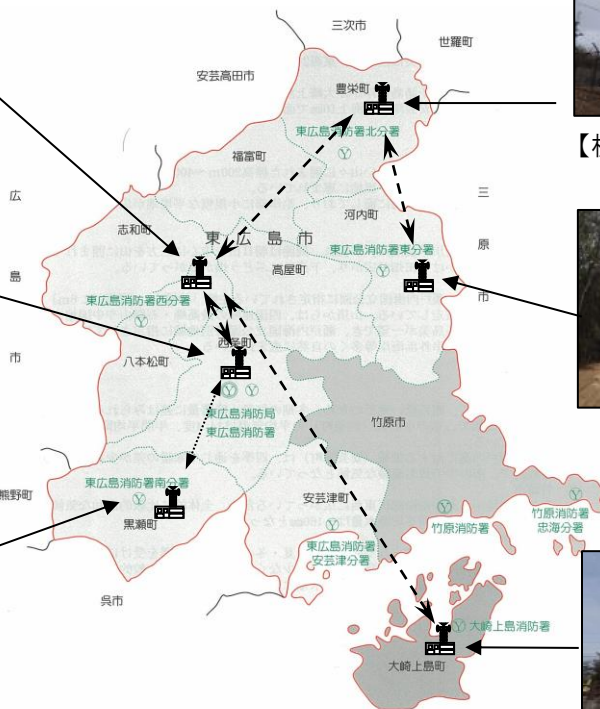 三次市
世羅町
安芸高田市
豊栄町
東広島消防署北分署
【
福富町
広
島
市
三
原
市
志和町
河内町
東広島市
東広島消防署東分署
高屋町
東広島消防署西分署
西条町
八本松町
東広島消防局
東広島消防署
竹原市
熊野町
東広島消防署南分署
黒瀬町
安芸津町
竹原消防署
竹原消防署
忠海分署
東広島消防署
安芸津分署
呉市
大崎上島消防署
大崎上島町